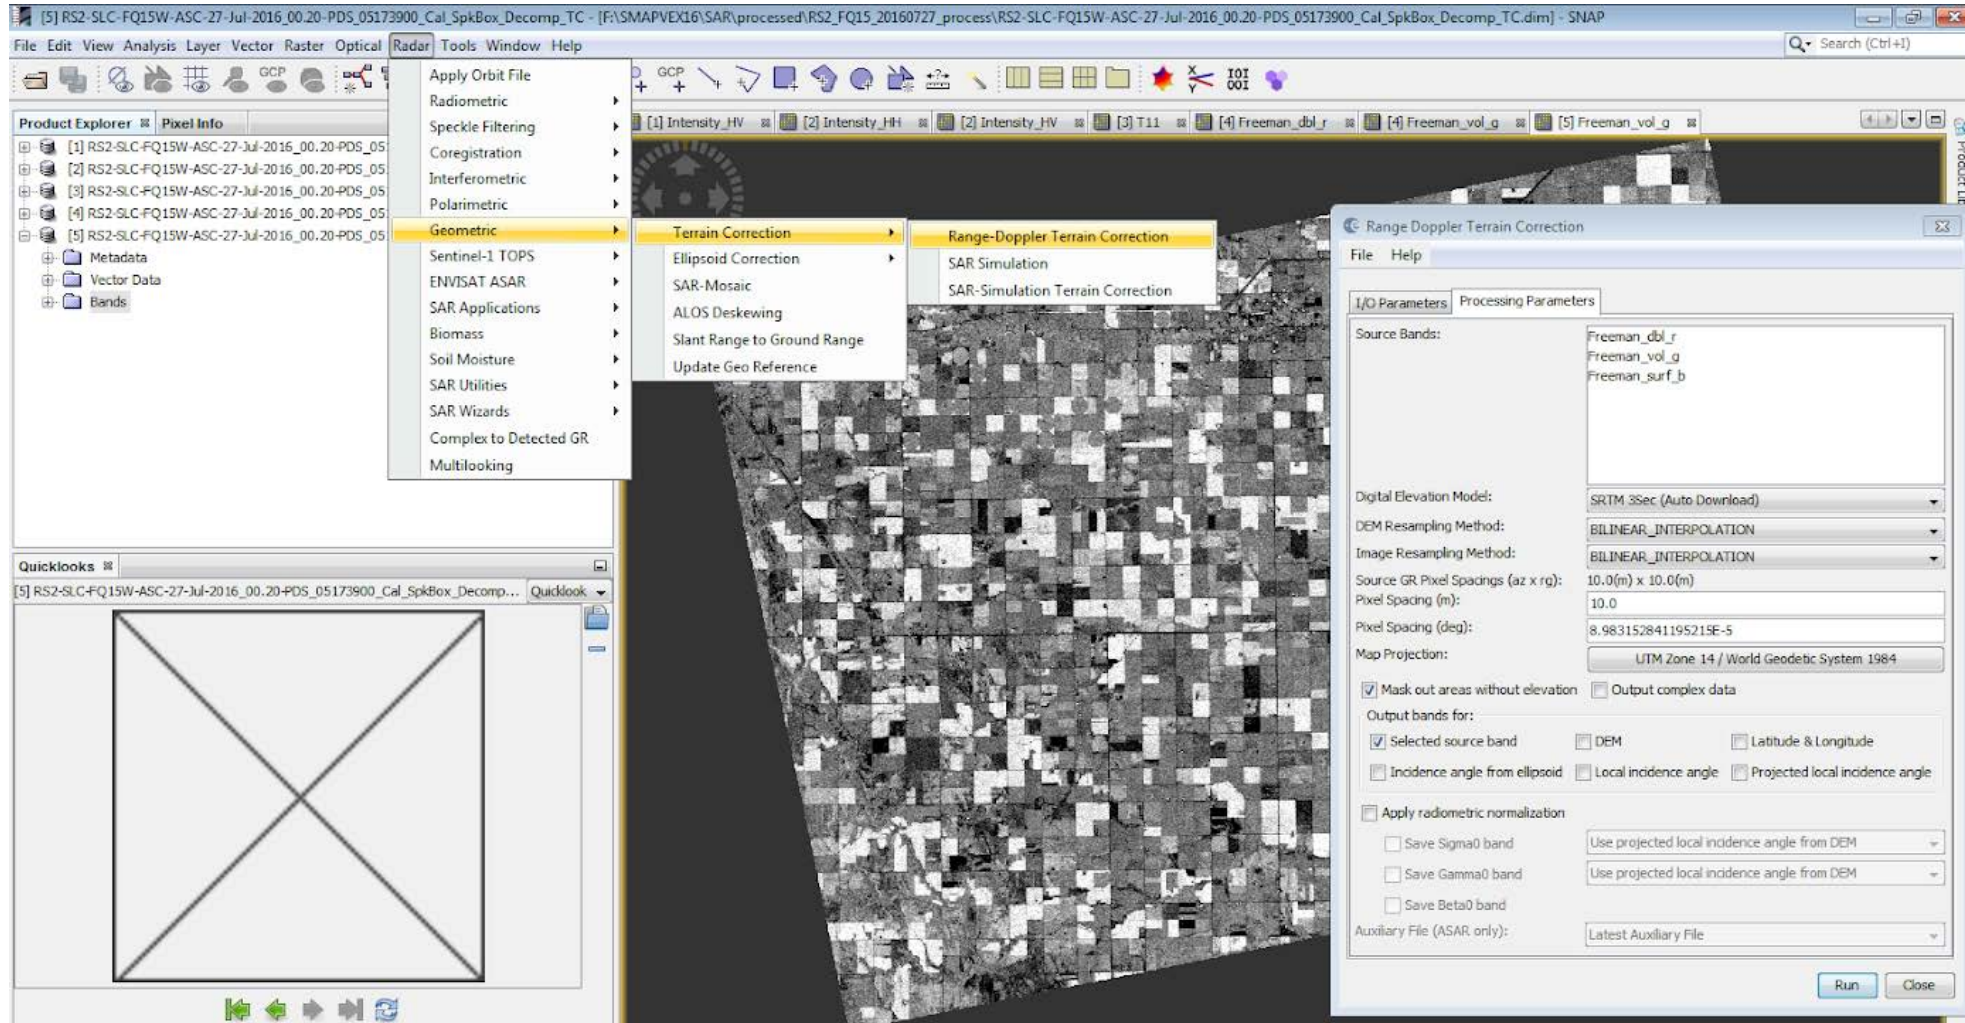 [5] RS2-SLC-FQ15W-ASC-27-Jul-2016_00.20-PDS_05173900_Cal_SpkBox_Decomp_TC - [F:\SMAPVEX16\SAR\processed\RS2_FQ15_20160727_process\RS2-SLC-FQ15W-ASC-27-Jul-2016_00.20-PDS_05173900_Cal_SpkBox_Decomp_TC.dim] - SNAP
File Edit View Analysis Layer Vector Raster Optical Radar Tools Window Help
Search (Ctrl+I)
GCP
GCP
Product Explorer
Pixel Info
[1] RS2-SLC-FQ15W-ASC-27-Jul-2016_00.20-PDS_05
[2] RS2-SLC-FQ15W-ASC-27-Jul-2016_00.20-PDS_05
[3] RS2-SLC-FQ15W-ASC-27-Jul-2016_00.20-PDS_05
[4] RS2-SLC-FQ15W-ASC-27-Jul-2016_00.20-PDS_05
[5] RS2-SLC-FQ15W-ASC-27-Jul-2016_00.20-PDS_05
Metadata
Vector Data
Bands
Apply Orbit File
Radiometric
Speckle Filtering
Coregistration
Interferometric
Polarimetric
Geometric
Sentinel-1 TOPS
ENVISAT ASAR
SAR Applications
Biomass
Soil Moisture
SAR Utilities
SAR Wizards
Complex to Detected GR
Multilooking
Terrain Correction
Ellipsoid Correction
SAR-Mosaic
ALOS Deskewing
Slant Range to Ground Range
Update Geo Reference
Range-Doppler Terrain Correction
SAR Simulation
SAR-Simulation Terrain Correction
[1] Intensity_HV
[2] Intensity_HH
[2] Intensity_HV
[3] T11
[4] Freeman_dbl_r
[4] Freeman_vol_g
[5] Freeman_vol_g
Product Lib
Quicklooks
[5] RS2-SLC-FQ15W-ASC-27-Jul-2016_00.20-PDS_05173900_Cal_SpkBox_Decomp... Quicklook
Range Doppler Terrain Correction
File Help
I/O Parameters
Processing Parameters
Source Bands:
Freeman_dbl_r
Freeman_vol_g
Freeman_surf_b
Digital Elevation Model: SRTM 3Sec (Auto Download)
DEM Resampling Method: BILINEAR_INTERPOLATION
Image Resampling Method: BILINEAR_INTERPOLATION
Source GR Pixel Spacings (az x rg): 10.0(m) x 10.0(m)
Pixel Spacing (m): 10.0
Pixel Spacing (deg): 8.983152841195215E-5
Map Projection: UTM Zone 14 / World Geodetic System 1984
Mask out areas without elevation
Output complex data
Output bands for:
Selected source band
DEM
Latitude & Longitude
Incidence angle from ellipsoid
Local incidence angle
Projected local incidence angle
Apply radiometric normalization
Save Sigma0 band
Use projected local incidence angle from DEM
Save Gamma0 band
Use projected local incidence angle from DEM
Save Beta0 band
Auxiliary File (ASAR only): Latest Auxiliary File
Run
Close